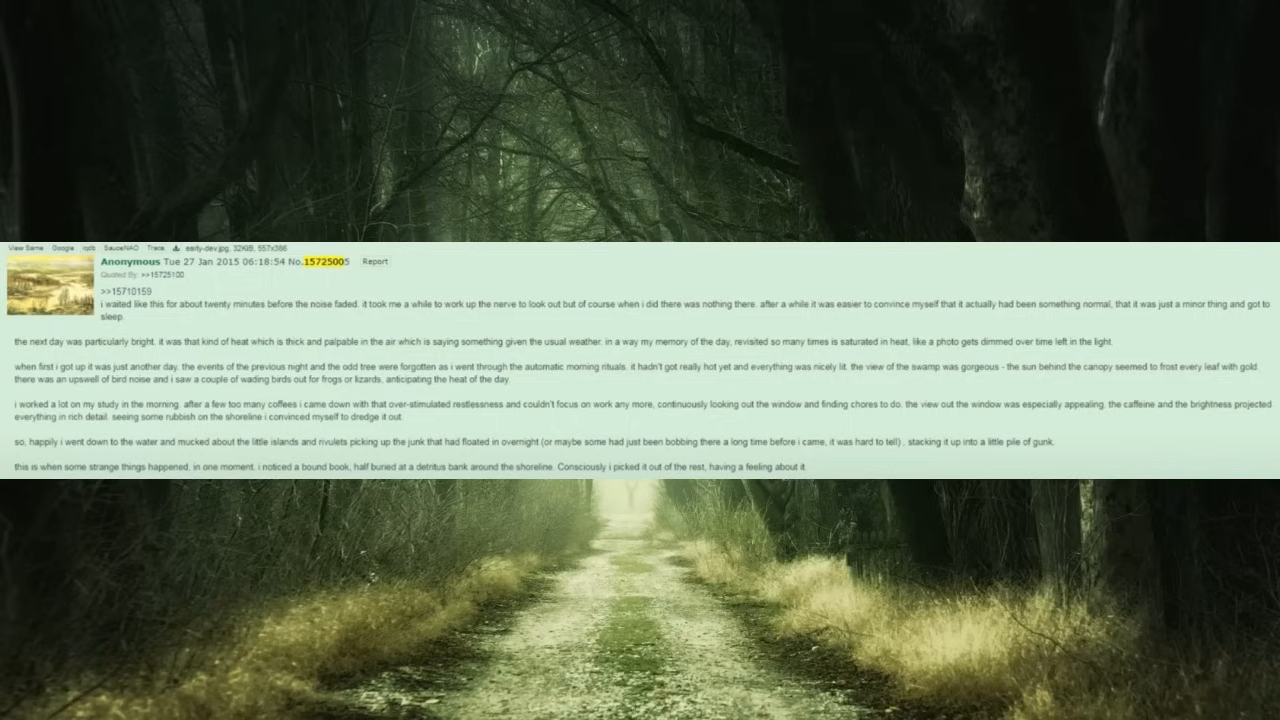 View Same Google iqdb SauceNAO Trace early-dev.jpg, 32KiB, 557x386
Anonymous Tue 27 Jan 2015 06:18:54 No.15725005 Report
Quoted By: >>15725100
>>15710159
i waited like this for about twenty minutes before the noise faded. it took me a while to work up the nerve to look out but of course when i did there was nothing there. after a while it was easier to convince myself that it actually had been something normal, that it was just a minor thing and got to
sleep.
the next day was particularly bright. it was that kind of heat which is thick and palpable in the air which is saying something given the usual weather. in a way my memory of the day, revisited so many times is saturated in heat, like a photo gets dimmed over time left in the light.
when first i got up it was just another day. the events of the previous night and the odd tree were forgotten as i went through the automatic morning rituals. it hadn't got really hot yet and everything was nicely lit. the view of the swamp was gorgeous - the sun behind the canopy seemed to frost every leaf with gold.
there was an upswell of bird noise and i saw a couple of wading birds out for frogs or lizards, anticipating the heat of the day.
i worked a lot on my study in the morning. after a few too many coffees i came down with that over-stimulated restlessness and couldn't focus on work any more, continuously looking out the window and finding chores to do. the view out the window was especially appealing. the caffeine and the brightness projected
everything in rich detail. seeing some rubbish on the shoreline i convinced myself to dredge it out.
so, happily i went down to the water and mucked about the little islands and rivulets picking up the junk that had floated in overnight (or maybe some had just been bobbing there a long time before i came, it was hard to tell) , stacking it up into a little pile of gunk.
this is when some strange things happened, in one moment. i noticed a bound book, half buried at a detritus bank around the shoreline. Consciously i picked it out of the rest, having a feeling about it.